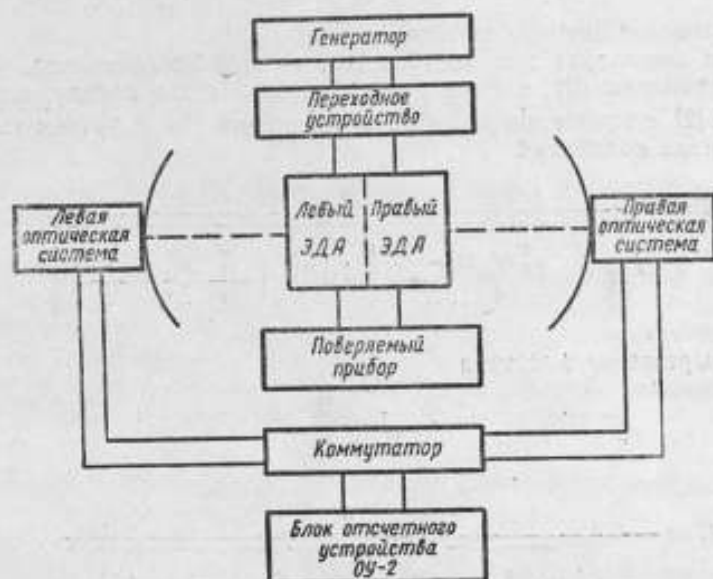 Генератор
Переходное
устройство
Левый
ЭДА
Правый
ЭДА
Левая
оптическая
система
Правая
оптическая
система
Поверяемый
прибор
Коммутатор
Блок отсчетного
устройства
ОУ-2